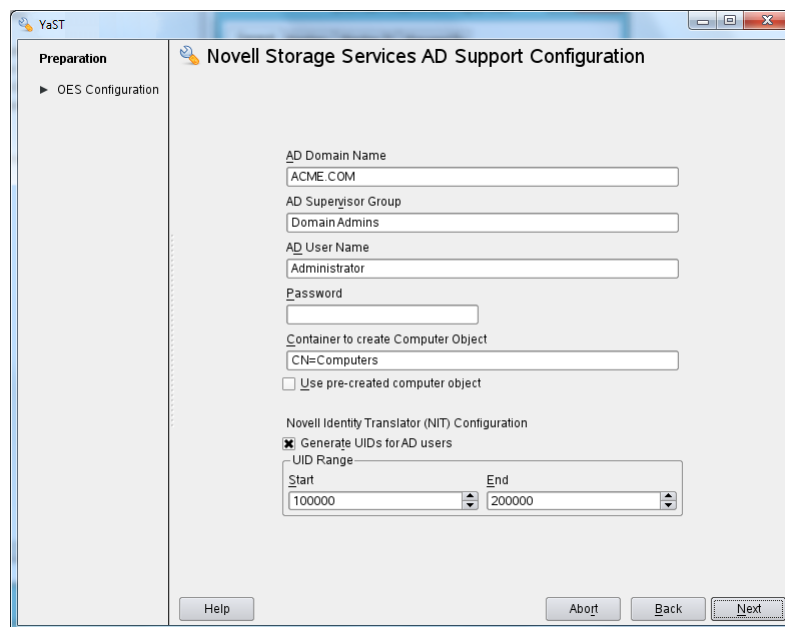 YaST
Preparation
OES Configuration
Novell Storage Services AD Support Configuration
AD Domain Name
ACME.COM
AD Supervisor Group
Domain Admins
AD User Name
Administrator
Password
Container to create Computer Object
CN=Computers
Use pre-created computer object
Novell Identity Translator (NIT) Configuration
Generate UIDs for AD users
UID Range
Start End
100000 200000
Help Abort Back Next